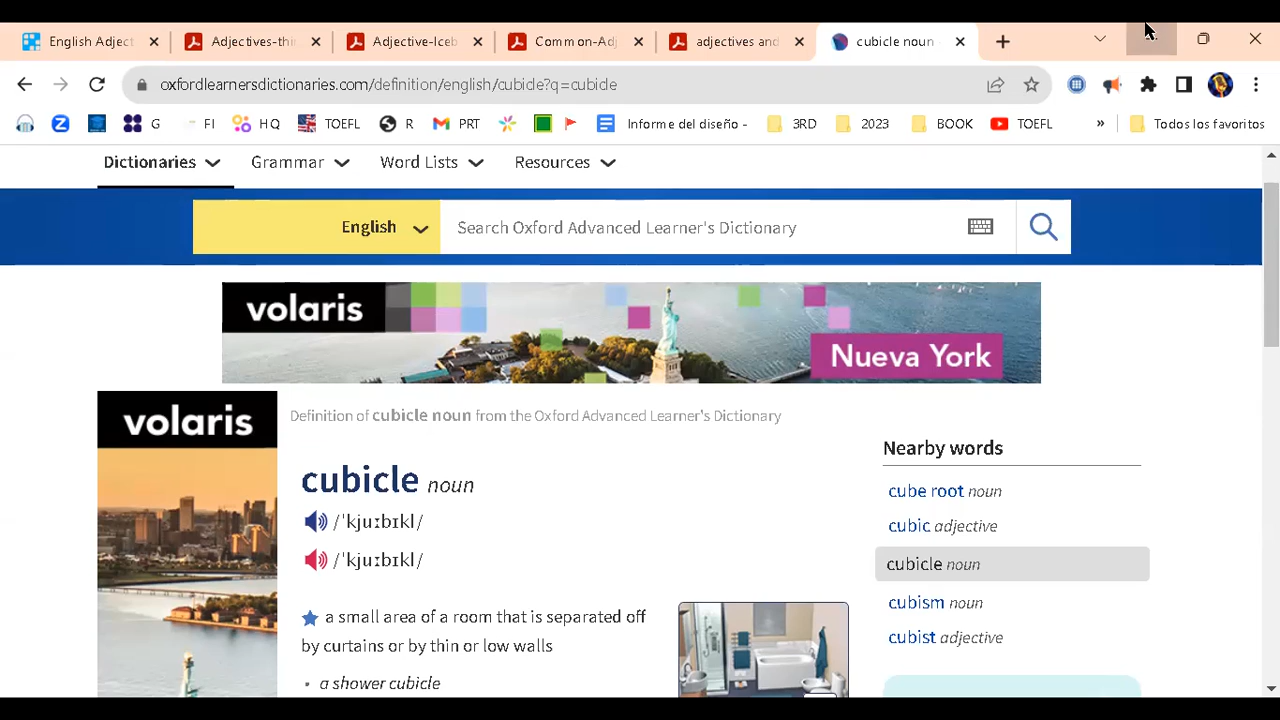 English Adject
Adjectives-thi
Adjective-Iceb
Common-Adj
adjectives and
cubicle noun -
oxfordlearnersdictionaries.com/definition/english/cubicle?q=cubicle
G
FI
HQ
TOEFL
R
PRT
Informe del diseño -
3RD
2023
BOOK
TOEFL
»
Todos los favoritos
Dictionaries
Grammar
Word Lists
Resources
English
Search Oxford Advanced Learner's Dictionary
volaris
Nueva York
volaris
Definition of cubicle noun from the Oxford Advanced Learner's Dictionary
cubicle noun
/ˈkjuːbɪkl/
/ˈkjuːbɪkl/
a small area of a room that is separated off
by curtains or by thin or low walls
• a shower cubicle
Nearby words
cube root noun
cubic adjective
cubicle noun
cubism noun
cubist adjective